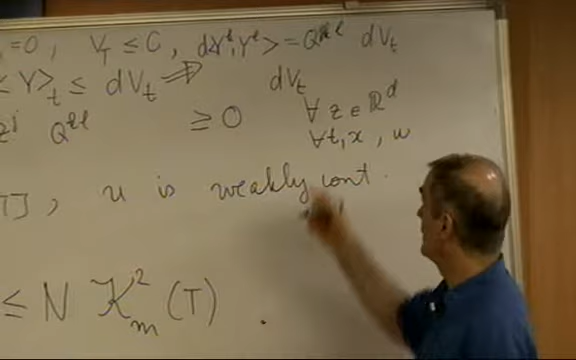 =0, V_T ≤ C, d<Y^k, Y^l> = Q^{kl} dV_t
< Y>_t ≤ dV_t ⇒ dV_t
z^j Q^{kl} ≥ 0 ∀ z ∈ ℝ^d
∀ t, x, ω
T], u is weakly cont.
≤ N 𝒦_m^2 (T).